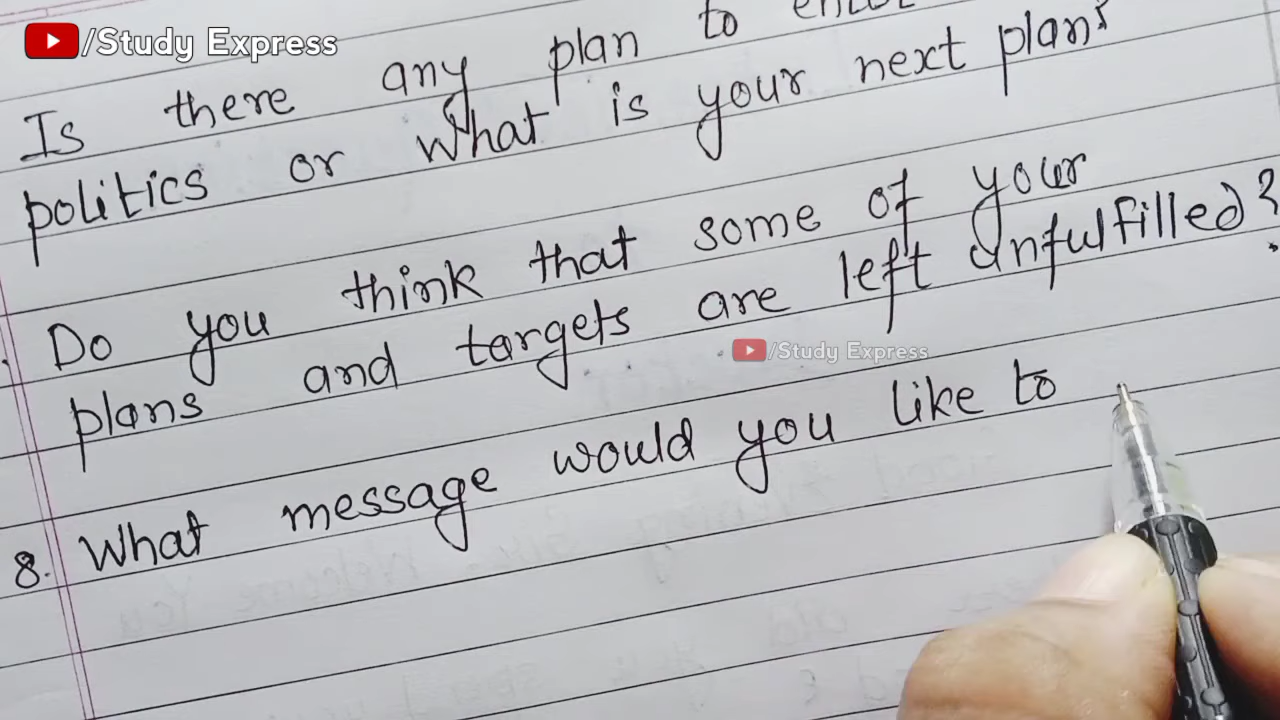 /Study Express
Is there any plan to
politics or what is your next plan?
Do you think that some of your
plans and targets are left unfulfilled?
/Study Express
8. What message would you like to